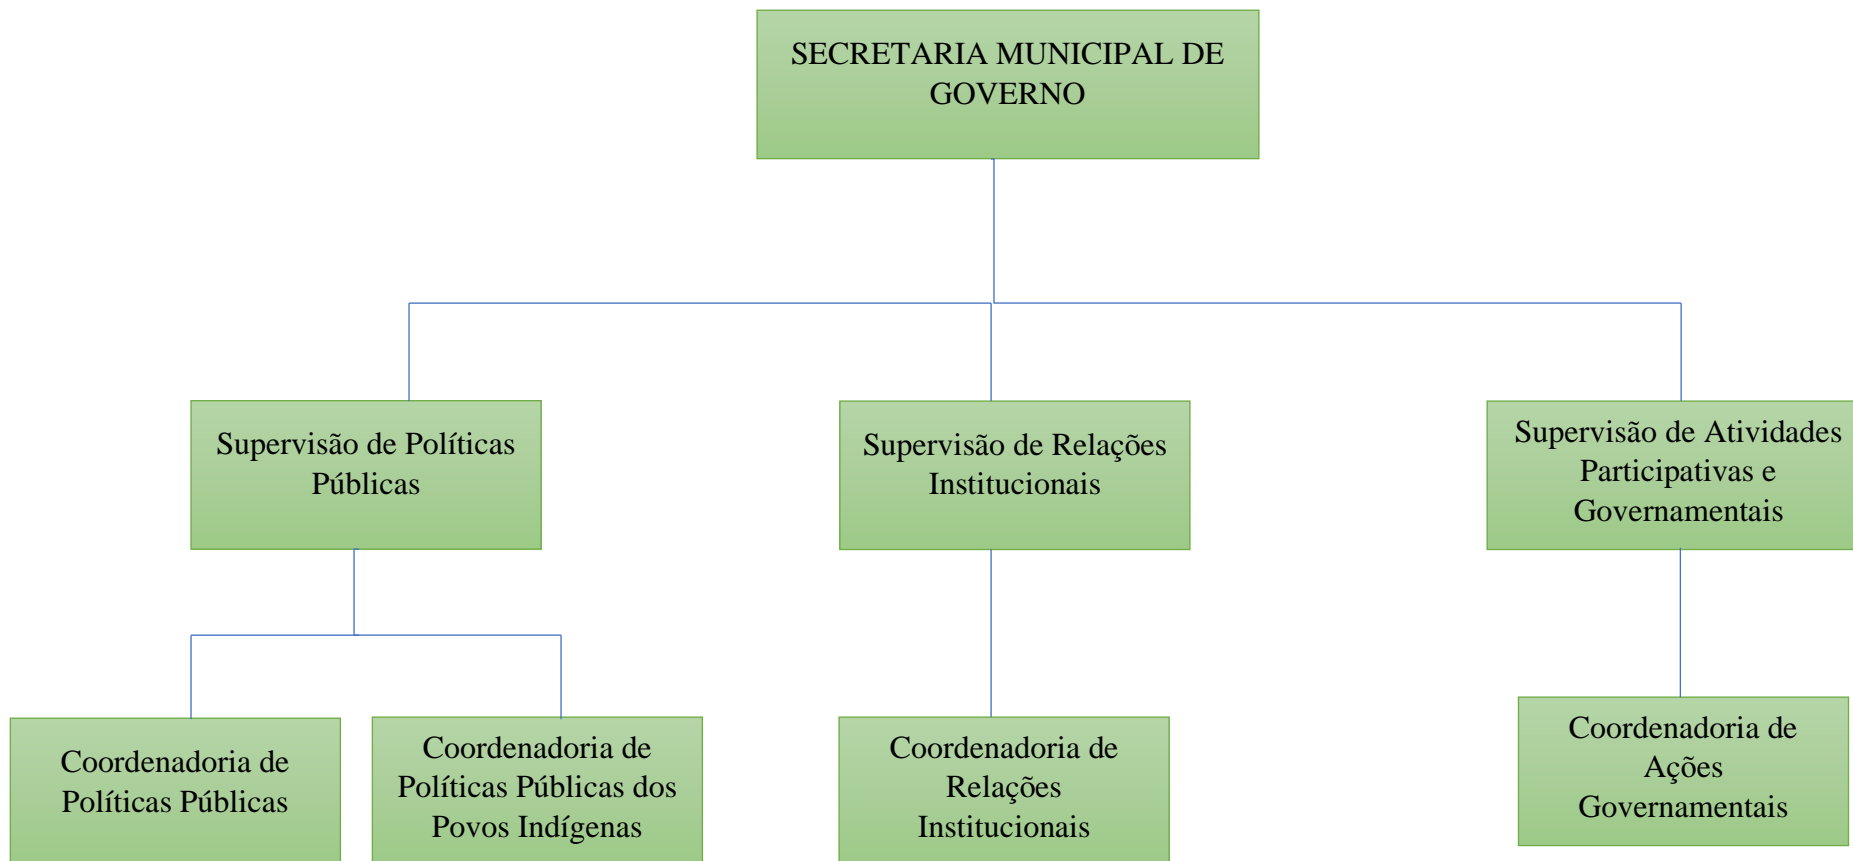 SECRETARIA MUNICIPAL DE
GOVERNO
Supervisão de Políticas
Públicas
Supervisão de Relações
Institucionais
Supervisão de Atividades
Participativas e
Governamentais
Coordenadoria de
Políticas Públicas
Coordenadoria de
Políticas Públicas dos
Povos Indígenas
Coordenadoria de
Relações
Institucionais
Coordenadoria de
Ações
Governamentais